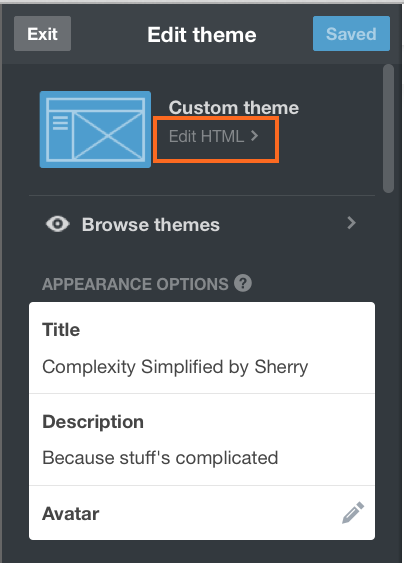 Exit
Edit theme
Saved
Custom theme
Edit HTML
Browse themes
APPEARANCE OPTIONS ?
Title
Complexity Simplified by Sherry
Description
Because stuff's complicated
Avatar